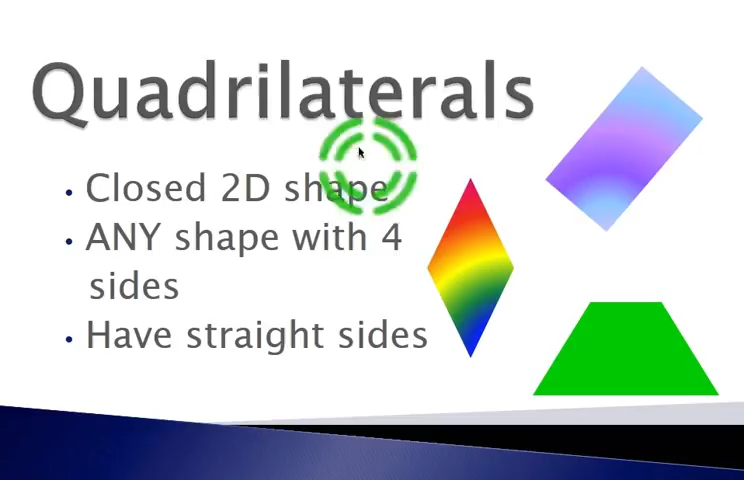 Quadrilaterals
• Closed 2D shape
• ANY shape with 4
sides
• Have straight sides